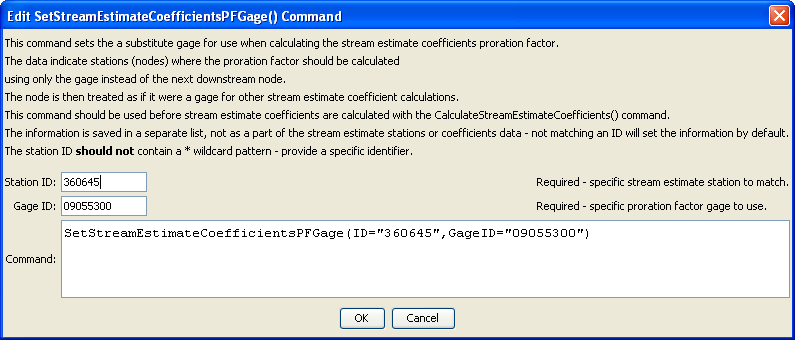 Edit SetStreamEstimateCoefficientsPFGage() Command
This command sets the a substitute gage for use when calculating the stream estimate coefficients proration factor.
The data indicate stations (nodes) where the proration factor should be calculated
using only the gage instead of the next downstream node.
The node is then treated as if it were a gage for other stream estimate coefficient calculations.
This command should be used before stream estimate coefficients are calculated with the CalculateStreamEstimateCoefficients() command.
The information is saved in a separate list, not as a part of the stream estimate stations or coefficients data - not matching an ID will set the information by default.
The station ID should not contain a * wildcard pattern - provide a specific identifier.
Station ID: 360645 Required - specific stream estimate station to match.
Gage ID: 09055300 Required - specific proration factor gage to use.
SetStreamEstimateCoefficientsPFGage(ID="360645",GageID="09055300")
Command:
OK Cancel